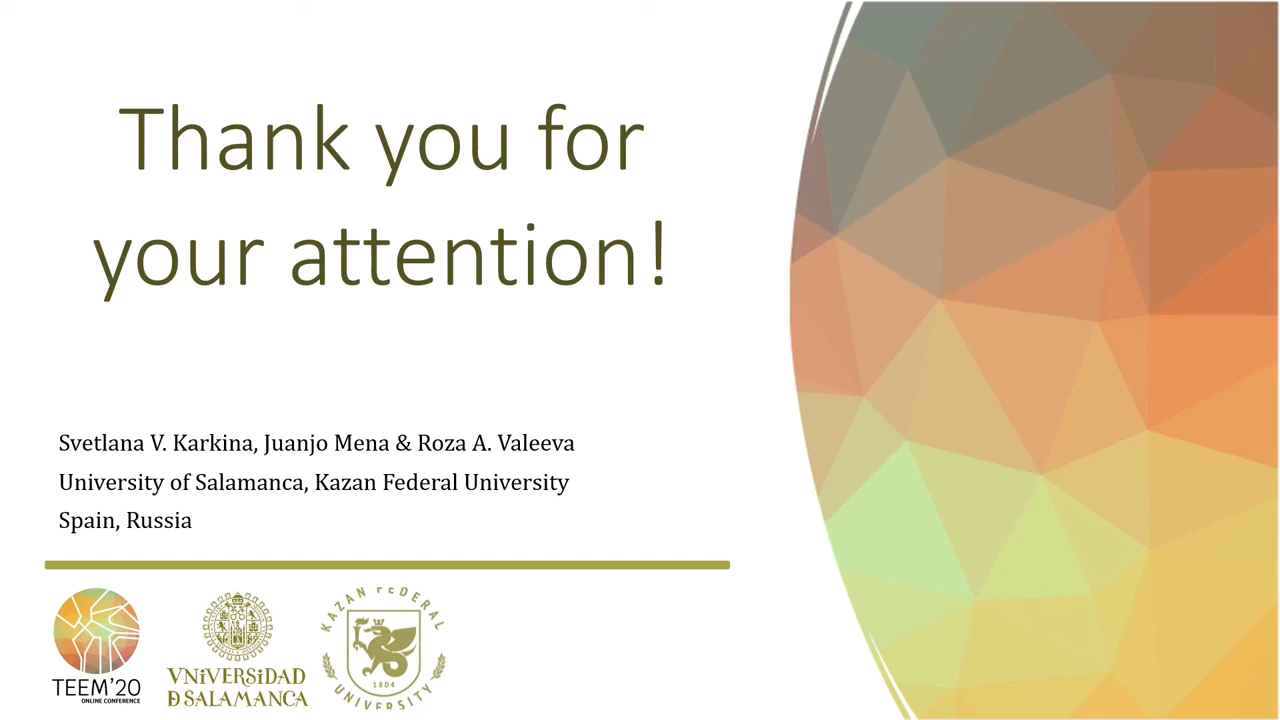 Thank you for
your attention!
Svetlana V. Karkina, Juanjo Mena & Roza A. Valeeva
University of Salamanca, Kazan Federal University
Spain, Russia
TEEM'20
ONLINE CONFERENCE
VNiVERSiDAD
D SALAMANCA
KAZAN FEDERAL
1804
UNIVERSITY